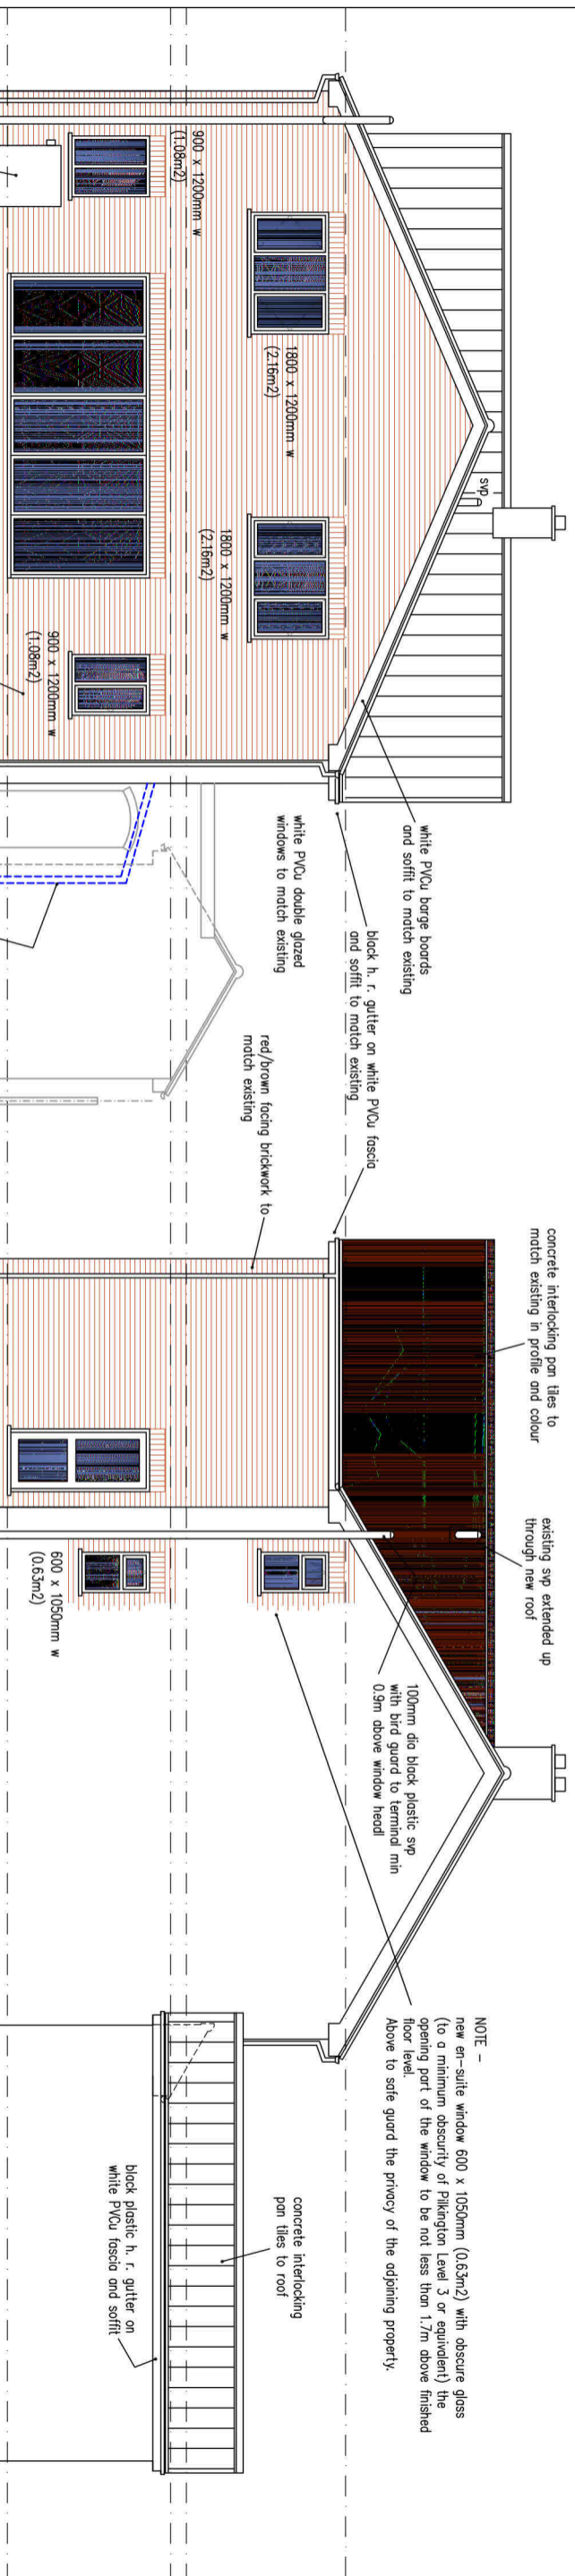 900 x 1200mm w
(1.08m2)
1800 x 1200mm w
(2.16m2)
svp
1800 x 1200mm w
(2.16m2)
900 x 1200mm w
(1.08m2)
white PVCu barge boards
and soffit to match existing
black h. r. gutter on white PVCu fascia
and soffit to match existing
white PVCu double glazed
windows to match existing
red/brown facing brickwork to
match existing
concrete interlocking pan tiles to
match existing in profile and colour
existing svp extended up
through new roof
600 x 1050mm w
(0.63m2)
100mm dia black plastic svp
with bird guard to terminal min
0.9m above window headl
NOTE –
new en-suite window 600 x 1050mm (0.63m2) with obscure glass
(to a minimum obscurity of Pilkington Level 3 or equivalent) the
opening part of the window to be not less than 1.7m above finished
floor level.
Above to safe guard the privacy of the adjoining property.
concrete interlocking
pan tiles to roof
black plastic h. r. gutter on
white PVCu fascia and soffit